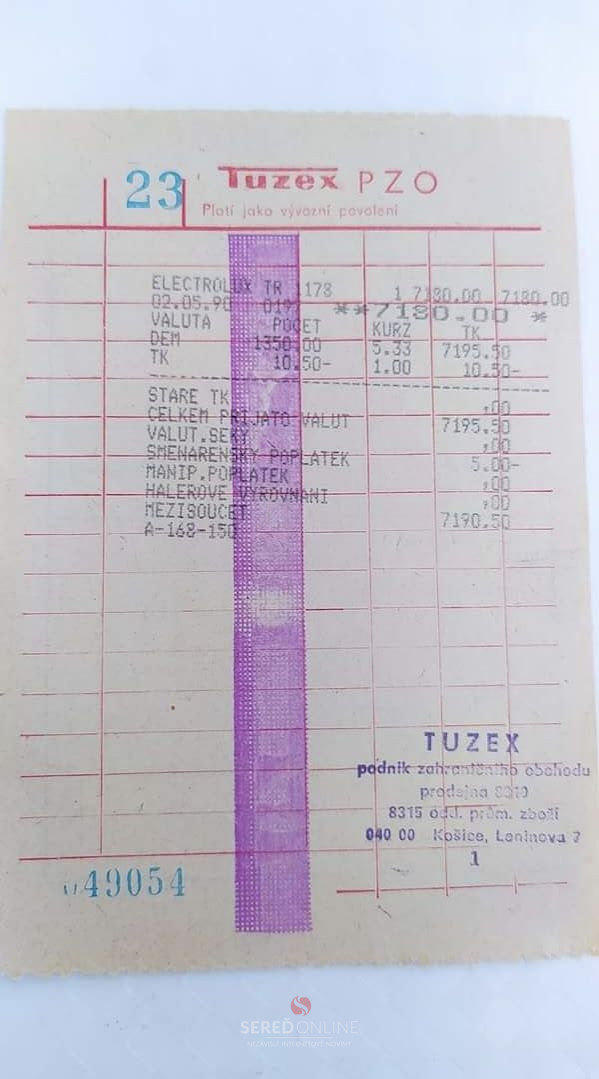 23
Tuzex PZO
Platí jako vývozní povolení
ELECTROLUX TR 1178 1 7180.00 7180.00
02.05.90 019 **7180.00 *
VALUTA POCET KURZ TK
DEM 1350.00 5.33 7195.50
TK 10.50- 1.00 10.50-
STARE TK ,00
CELKEM PRIJATO VALUT 7195.50
VALUT.SEKY ,00
SMENARENSKY POPLATEK 5.00-
MANIP.POPLATEK ,00
HALEROVE VYROVNANI ,00
MEZISOUCET 7190.50
A-168-150
TUZEX
podnik zahraničního obchodu
prodejna
8315 odd. prům. zboží
040 00 Košice, Leninova 7
1
49054
SEREĎONLINE